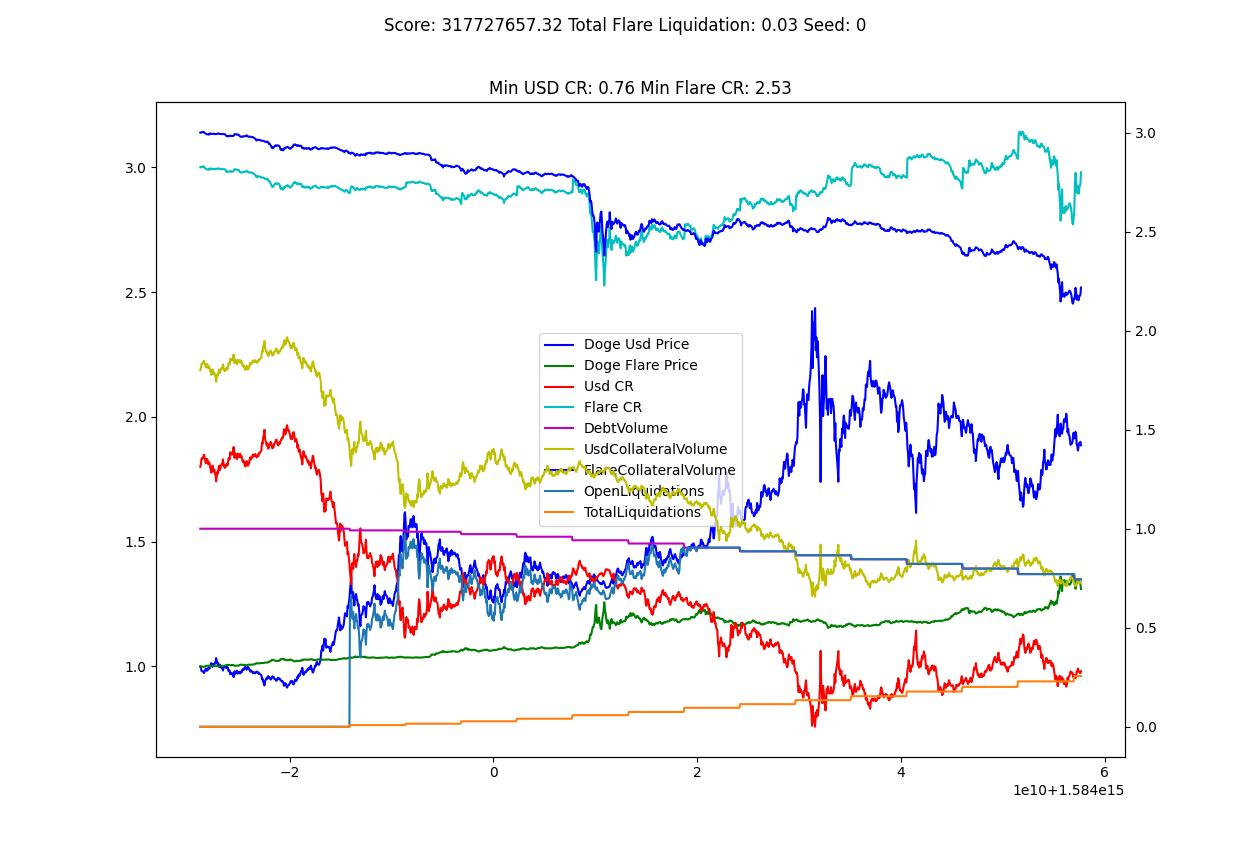 Score: 317727657.32 Total Flare Liquidation: 0.03 Seed: 0
Min USD CR: 0.76 Min Flare CR: 2.53
3.0
2.5
2.0
1.5
1.0
3.0
2.5
2.0
1.5
1.0
0.5
0.0
Doge Usd Price
Doge Flare Price
Usd CR
Flare CR
DebtVolume
UsdCollateralVolume
FlareCollateralVolume
OpenLiquidations
TotalLiquidations
−2
0
2
4
6
1e10+1.584e15